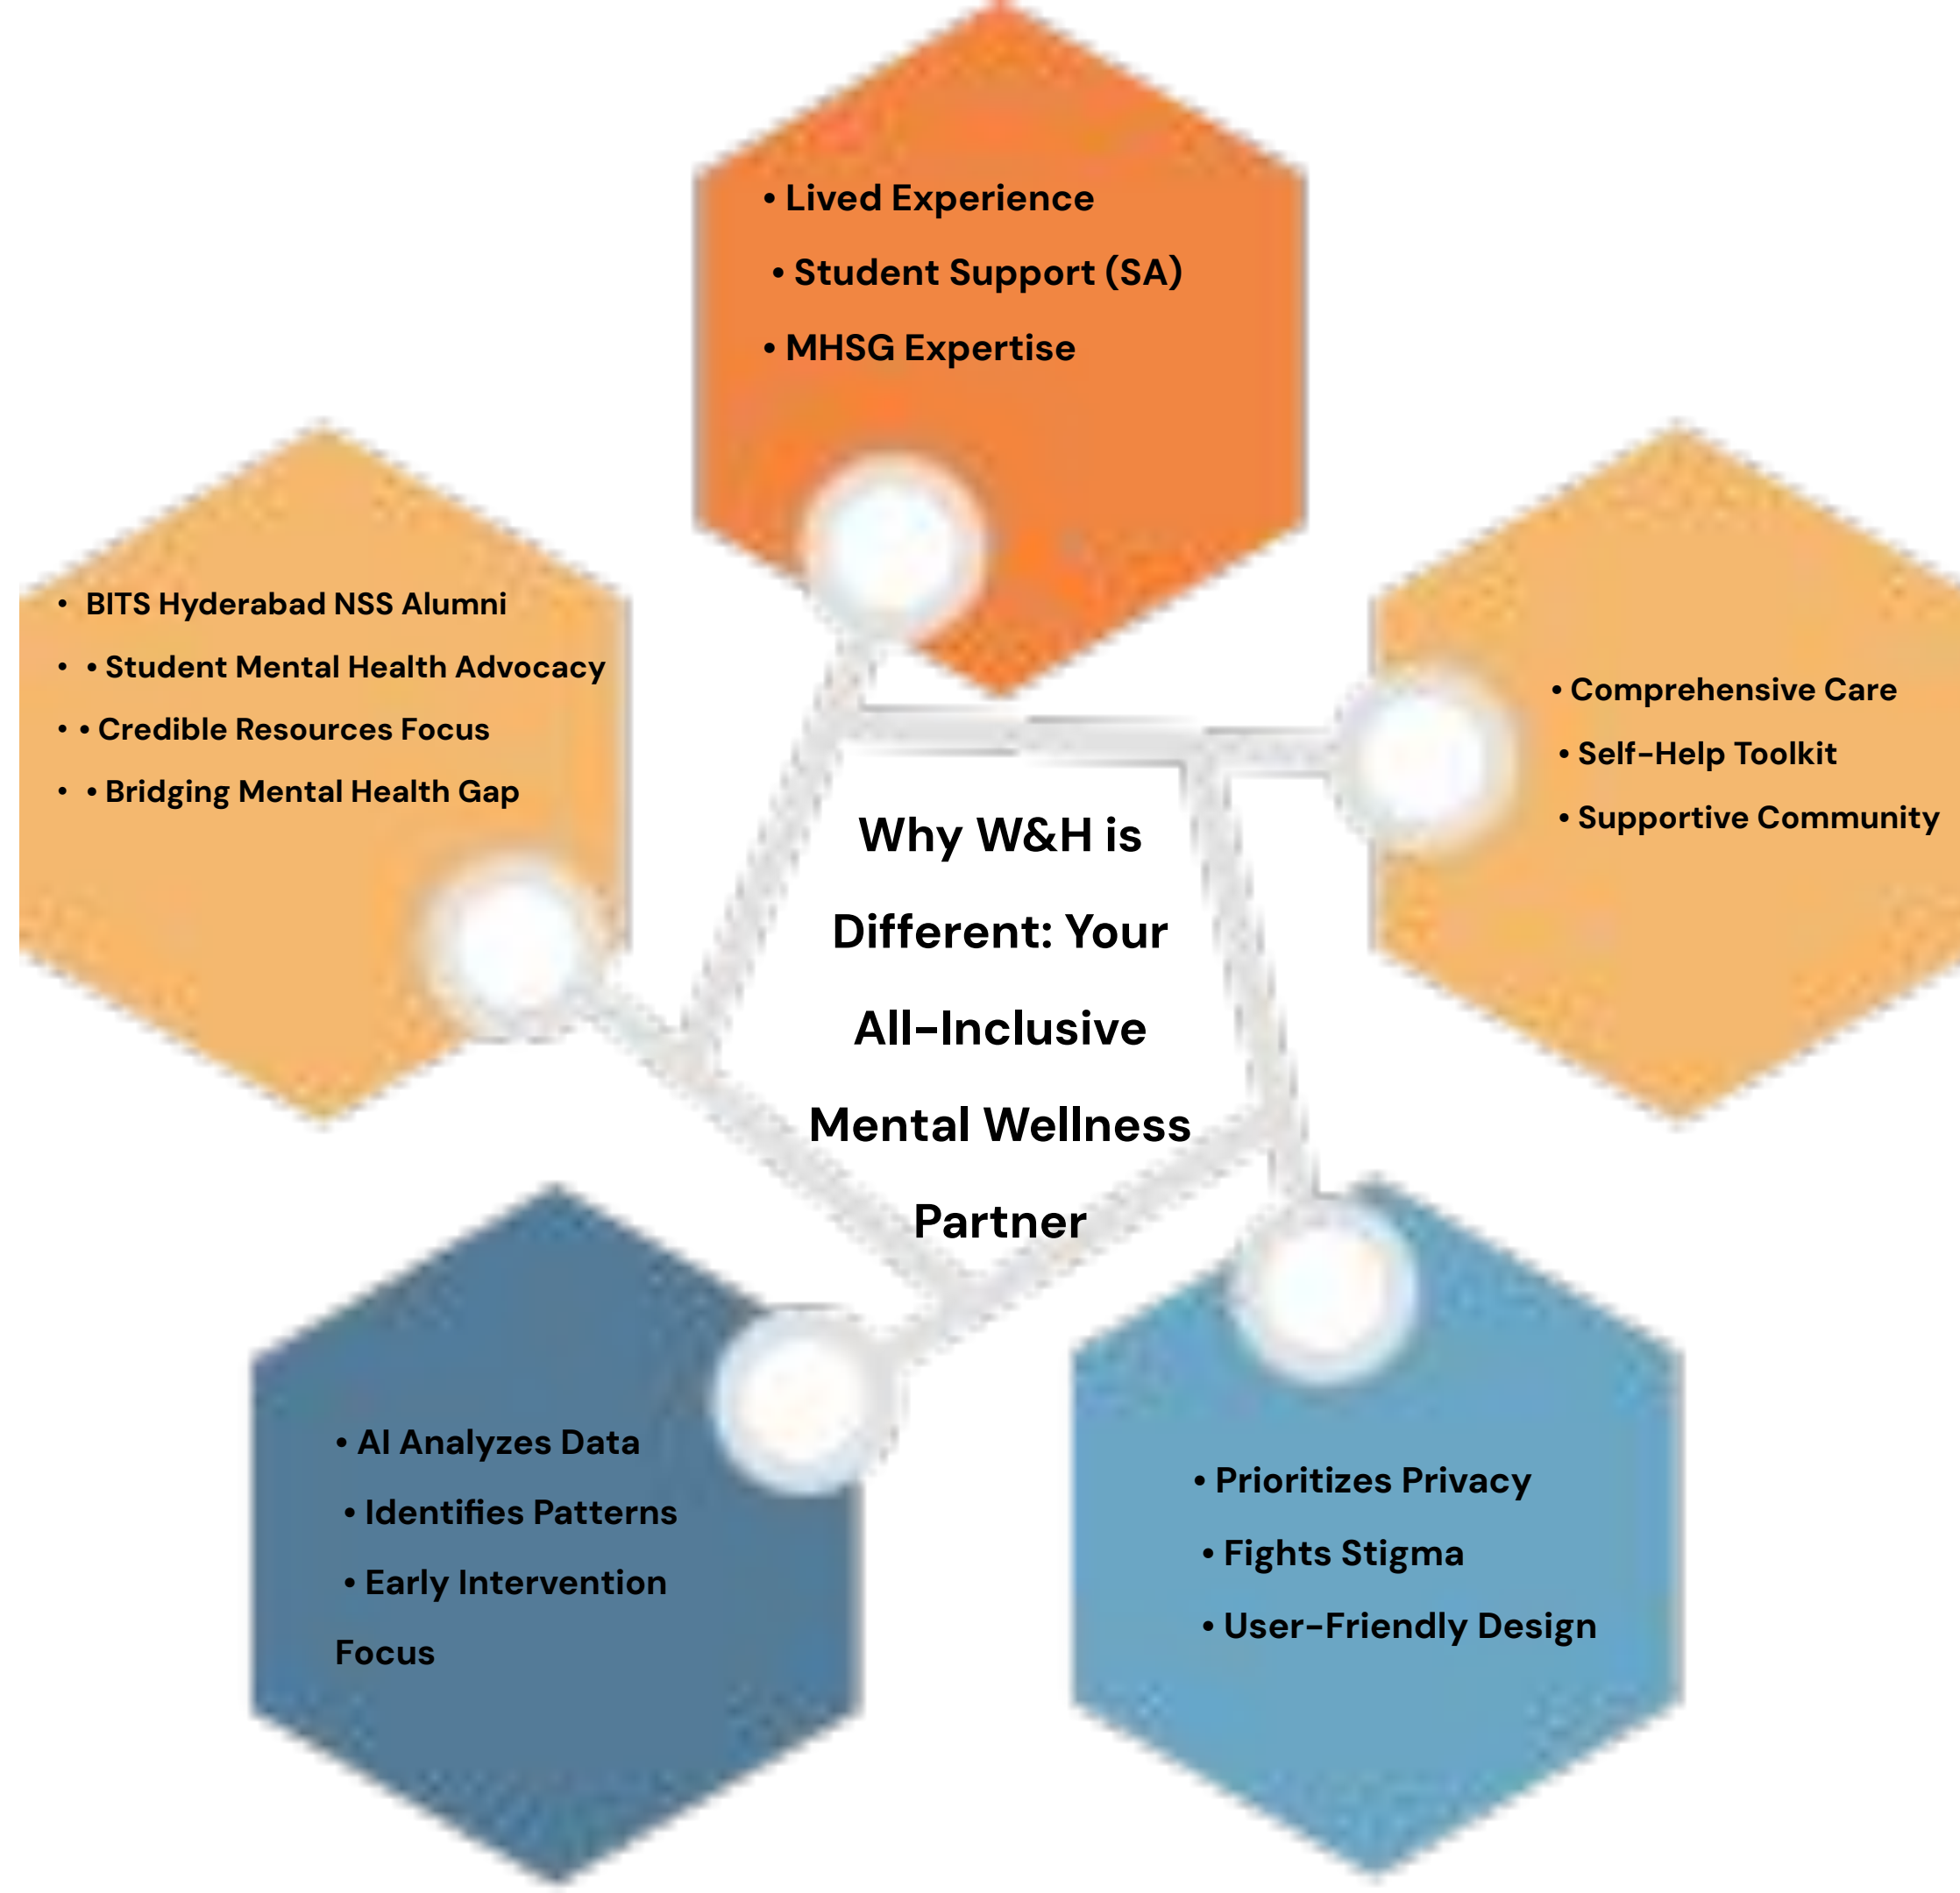 • Lived Experience
• Student Support (SA)
• MHSG Expertise
• BITS Hyderabad NSS Alumni
• • Student Mental Health Advocacy
• • Credible Resources Focus
• • Bridging Mental Health Gap
• Comprehensive Care
• Self-Help Toolkit
• Supportive Community
Why W&H is
Different: Your
All-Inclusive
Mental Wellness
Partner
• AI Analyzes Data
• Identifies Patterns
• Early Intervention
Focus
• Prioritizes Privacy
• Fights Stigma
• User-Friendly Design